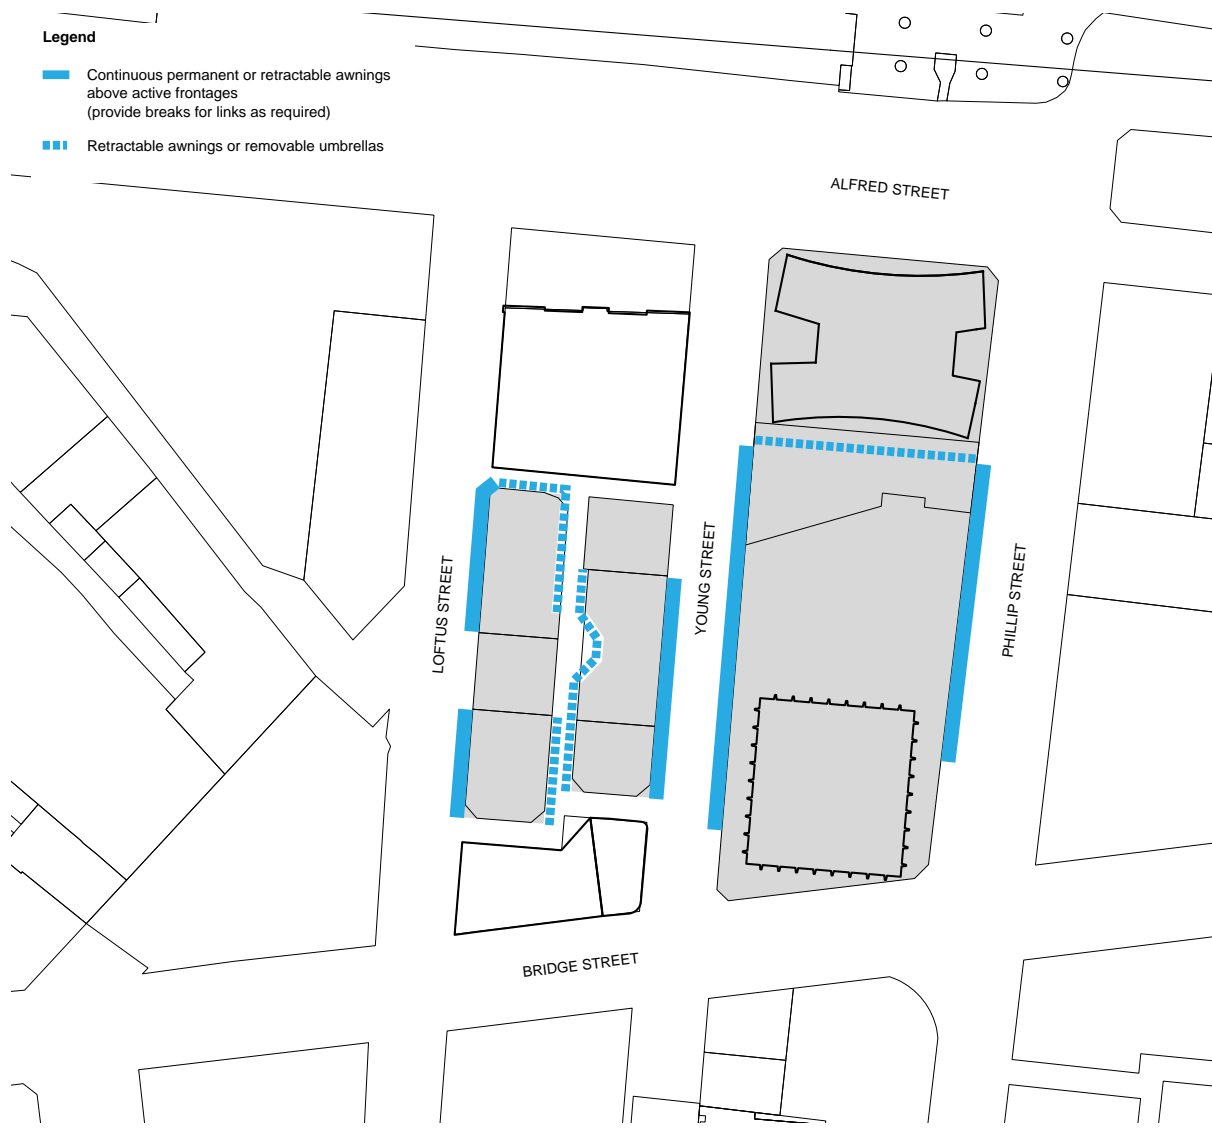 Legend
Continuous permanent or retractable awnings
above active frontages
(provide breaks for links as required)
Retractable awnings or removable umbrellas
ALFRED STREET
LOFTUS STREET
YOUNG STREET
PHILLIP STREET
BRIDGE STREET